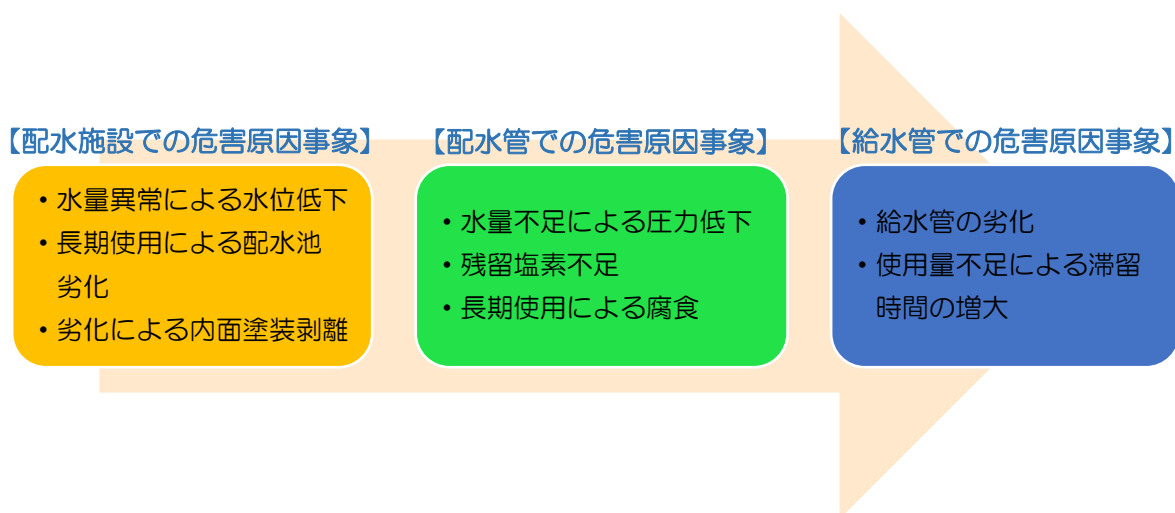 【配水施設での危害原因事象】
・水量異常による水位低下
・長期使用による配水池
劣化
・劣化による内面塗装剥離
【配水管での危害原因事象】
・水量不足による圧力低下
・残留塩素不足
・長期使用による腐食
【給水管での危害原因事象】
・給水管の劣化
・使用量不足による滞留
時間の増大